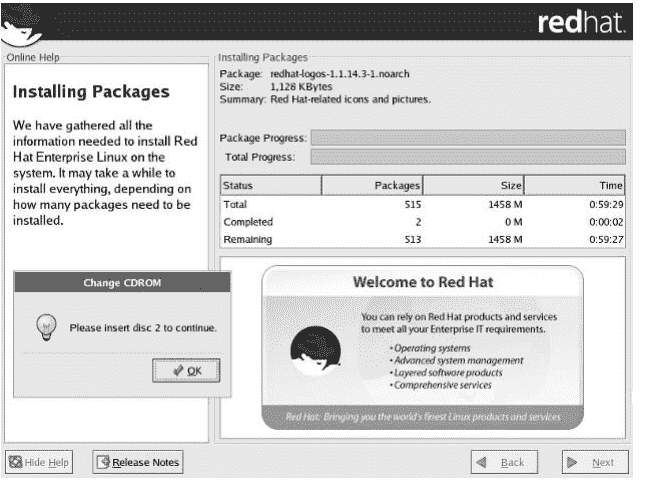 redhat.
Online Help
Installing Packages
We have gathered all the
information needed to install Red
Hat Enterprise Linux on the
system. It may take a while to
install everything, depending on
how many packages need to be
installed.
Installing Packages
Package: redhat-logos-1.1.14.3-1.noarch
Size: 1,128 KBytes
Summary: Red Hat-related icons and pictures.
Package Progress:
Total Progress:
Status Packages Size Time
Total 515 1458 M 0:59:29
Completed 2 0 M 0:00:02
Remaining 513 1458 M 0:59:27
Change CDROM
Please insert disc 2 to continue.
OK
Welcome to Red Hat
You can rely on Red Hat products and services
to meet all your Enterprise IT requirements.
• Operating systems
• Advanced system management
• Layered software products
• Comprehensive services
Red Hat: Bringing you the world's finest Linux products and services
Hide Help
Release Notes
Back
Next